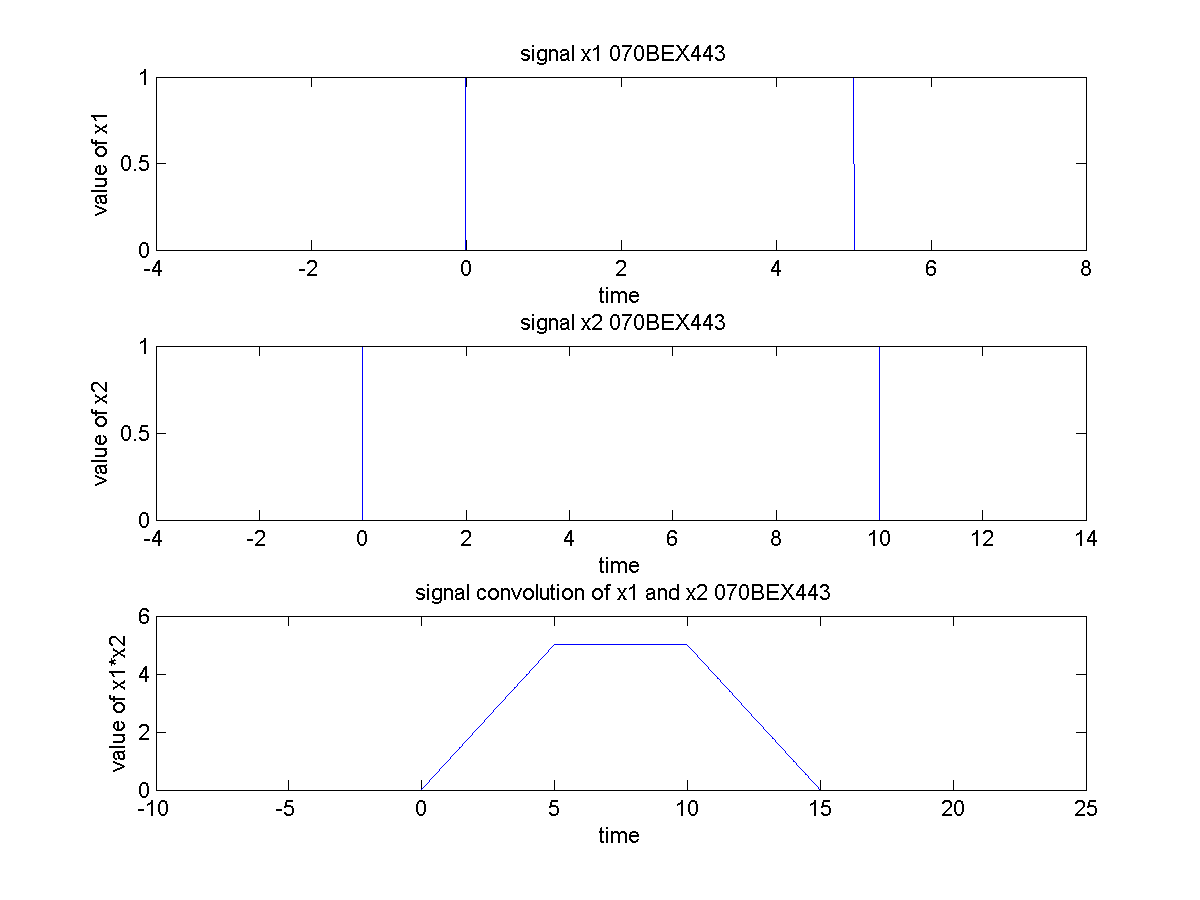 signal x1 070BEX443
value of x1
1
0.5
0
-4 -2 0 2 4 6 8
time
signal x2 070BEX443
value of x2
1
0.5
0
-4 -2 0 2 4 6 8 10 12 14
time
signal convolution of x1 and x2 070BEX443
value of x1*x2
6
4
2
0
-10 -5 0 5 10 15 20 25
time